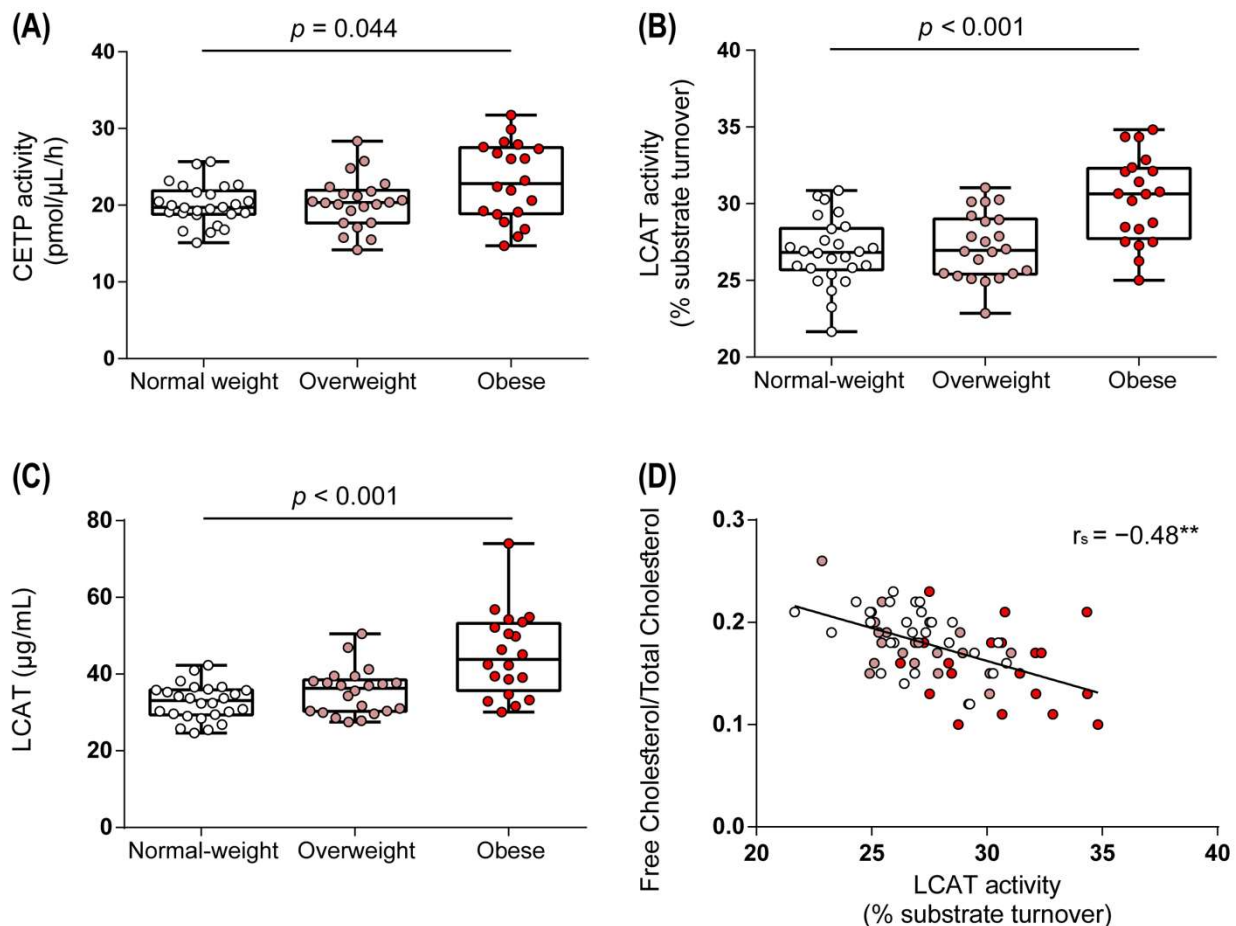 (A)
p = 0.044
40
30
20
10
0
CETP activity
(pmol/μL/h)
Normal weight
Overweight
Obese
(B)
p < 0.001
40
35
30
25
20
LCAT activity
(% substrate turnover)
Normal-weight
Overweight
Obese
(C)
p < 0.001
80
60
40
20
0
LCAT (μg/mL)
Normal-weight
Overweight
Obese
(D)
rs = −0.48**
0.3
0.2
0.1
0.0
Free Cholesterol/Total Cholesterol
20
25
30
35
40
LCAT activity
(% substrate turnover)